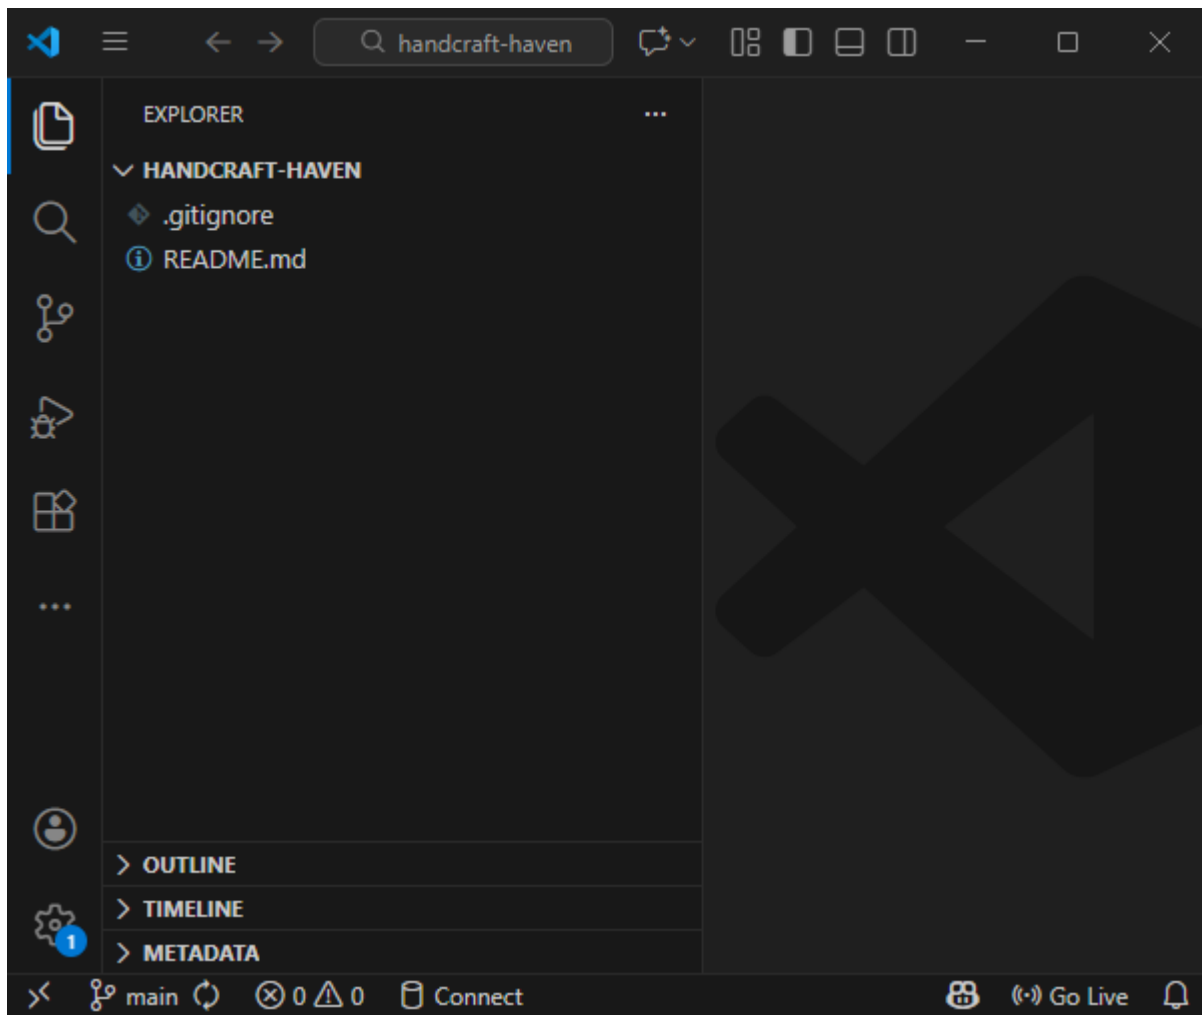 handcraft-haven
EXPLORER
HANDCRAFT-HAVEN
.gitignore
README.md
OUTLINE
TIMELINE
1
METADATA
main 0 0 Connect Go Live